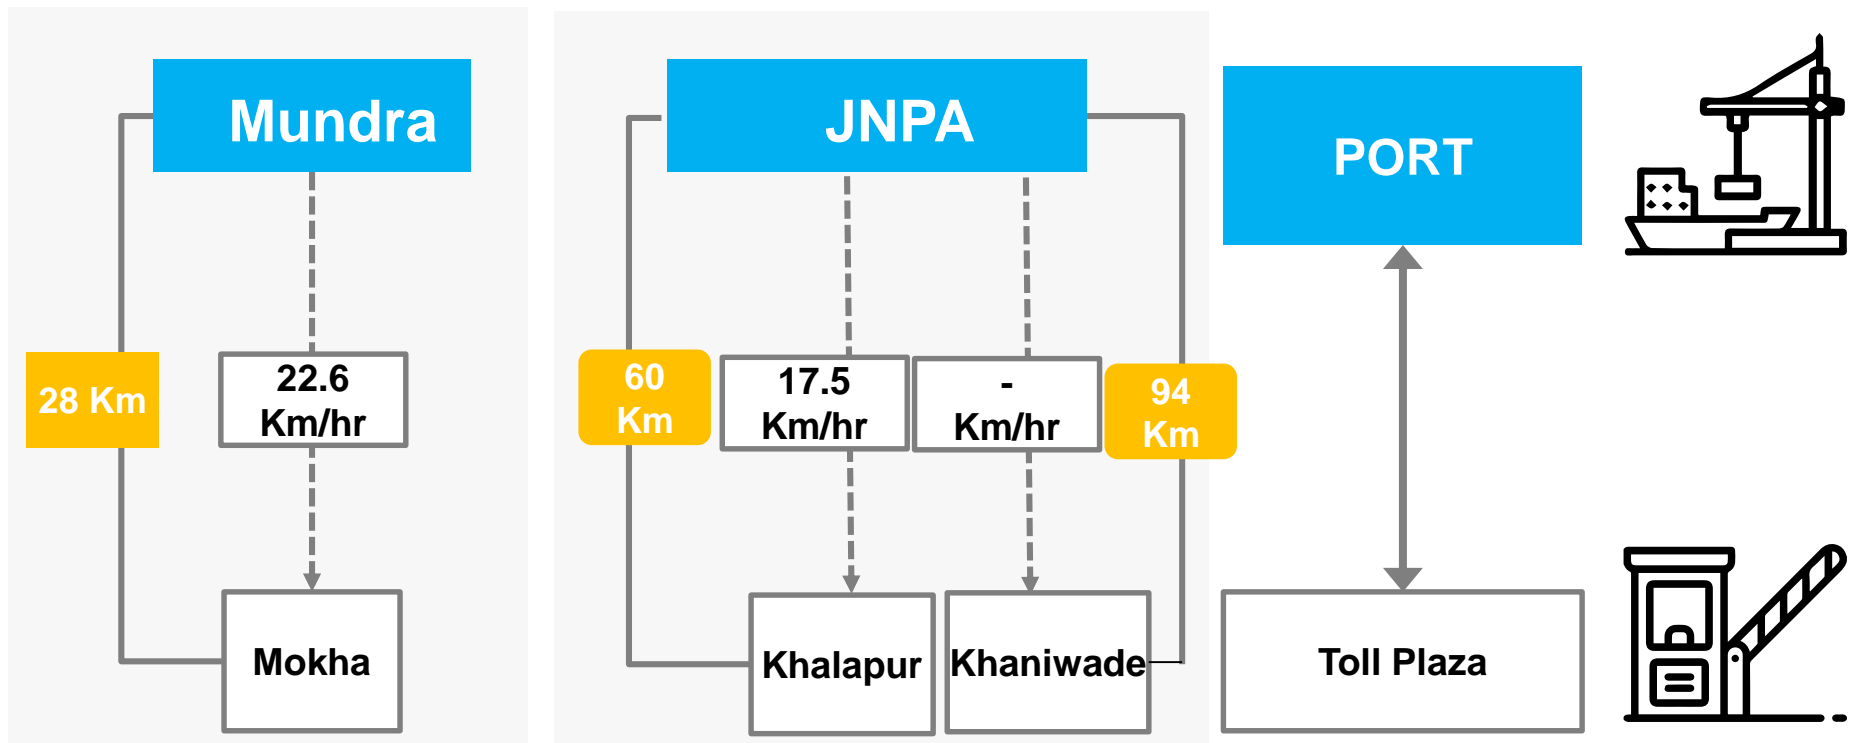 Mundra
JNPA
PORT
28 Km
22.6
Km/hr
60
Km
17.5
Km/hr
-
Km/hr
94
Km
Mokha
Khalapur
Khaniwade
Toll Plaza